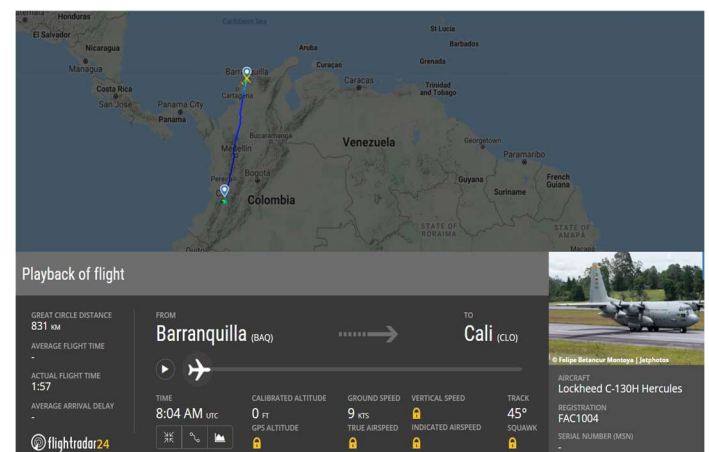 Honduras
El Salvador
Nicaragua
Managua
Costa Rica
San José
Panama City
Panama
Caribbean Sea
Aruba
Curaçao
St Lucia
Barbados
Grenada
Trinidad
and Tobago
Caracas
Barranquilla
Cartagena
Bucaramanga
Medellín
Bogotá
Pereira
Colombia
Venezuela
Georgetown
Paramaribo
Guyana
Suriname
French
Guiana
STATE OF
RORAIMA
STATE OF
AMAPÁ
Macapá
Playback of flight
GREAT CIRCLE DISTANCE
831 KM
AVERAGE FLIGHT TIME
-
ACTUAL FLIGHT TIME
1:57
AVERAGE ARRIVAL DELAY
-
flightradar24
FROM
Barranquilla (BAQ)
TO
Cali (CLO)
TIME
8:04 AM UTC
CALIBRATED ALTITUDE
0 FT
GPS ALTITUDE
GROUND SPEED
9 KTS
TRUE AIRSPEED
VERTICAL SPEED
INDICATED AIRSPEED
TRACK
45°
SQUAWK
© Felipe Betancur Montoya | Jetphotos
AIRCRAFT
Lockheed C-130H Hercules
REGISTRATION
FAC1004
SERIAL NUMBER (MSN)
-